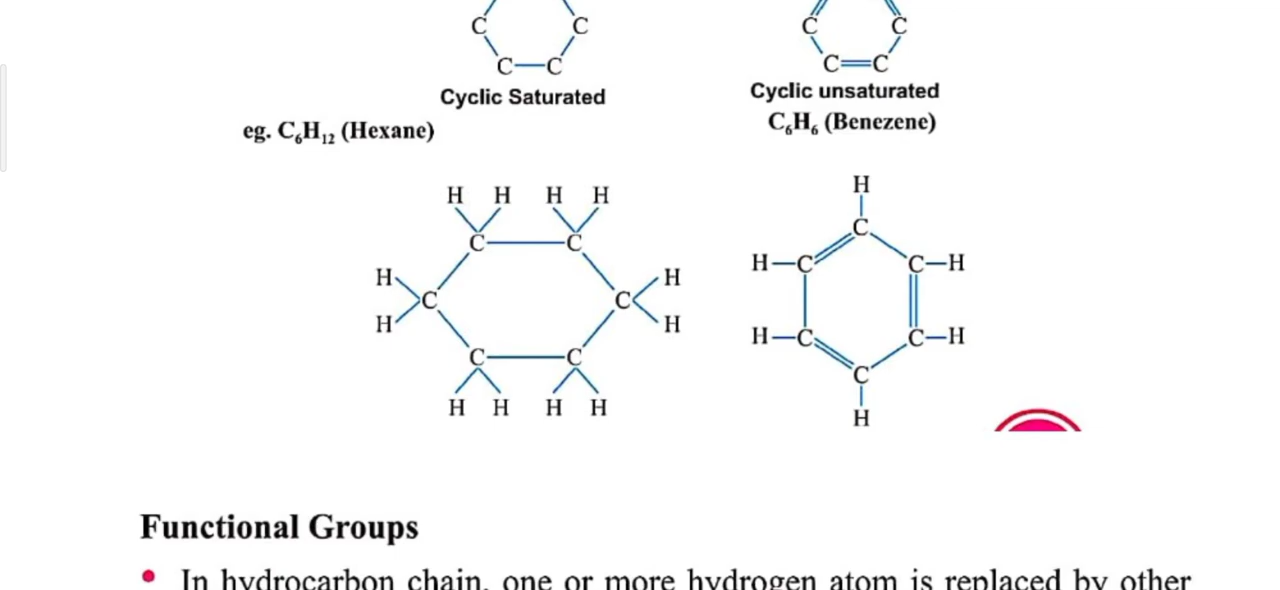 C C C C
C—C C=C
Cyclic Saturated Cyclic unsaturated
eg. C₆H₁₂ (Hexane) C₆H₆ (Benezene)
H H H H H
C C C
H H H—C C—H
C C
H H H—C C—H
C C C
H H H H H
Functional Groups
• In hydrocarbon chain, one or more hydrogen atom is replaced by other